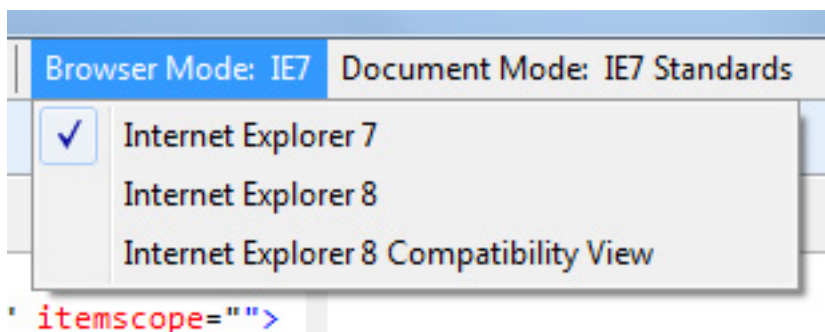 Browser Mode: IE7 Document Mode: IE7 Standards
Internet Explorer 7
Internet Explorer 8
Internet Explorer 8 Compatibility View
' itemscope="">